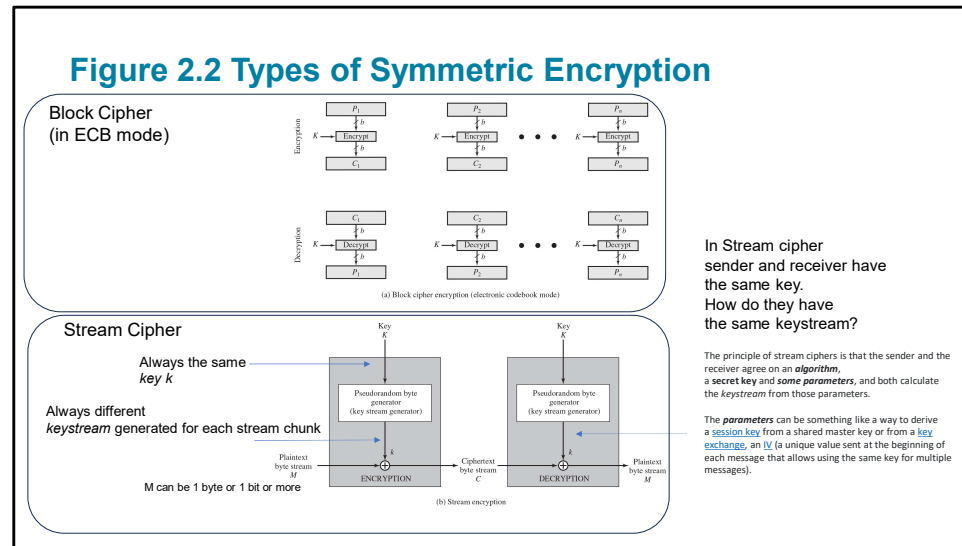 Figure 2.2 Types of Symmetric Encryption
Block Cipher
(in ECB mode)
Encryption
P1
P2
Pn
b
b
b
K
Encrypt
K
Encrypt
K
Encrypt
b
b
b
C1
C2
Pn
Decryption
C1
C2
Cn
b
b
b
K
Decrypt
K
Decrypt
K
Decrypt
b
b
b
P1
P2
Pn
(a) Block cipher encryption (electronic codebook mode)
Stream Cipher
Always the same
key k
Always different
keystream generated for each stream chunk
Key
K
Key
K
Pseudorandom byte
generator
(key stream generator)
Pseudorandom byte
generator
(key stream generator)
k
k
Plaintext
byte stream
M
ENCRYPTION
Ciphertext
byte stream
C
DECRYPTION
Plaintext
byte stream
M
M can be 1 byte or 1 bit or more
(b) Stream encryption
In Stream cipher
sender and receiver have
the same key.
How do they have
the same keystream?
The principle of stream ciphers is that the sender and the
receiver agree on an algorithm,
a secret key and some parameters, and both calculate
the keystream from those parameters.
The parameters can be something like a way to derive
a session key from a shared master key or from a key
exchange, an IV (a unique value sent at the beginning of
each message that allows using the same key for multiple
messages).